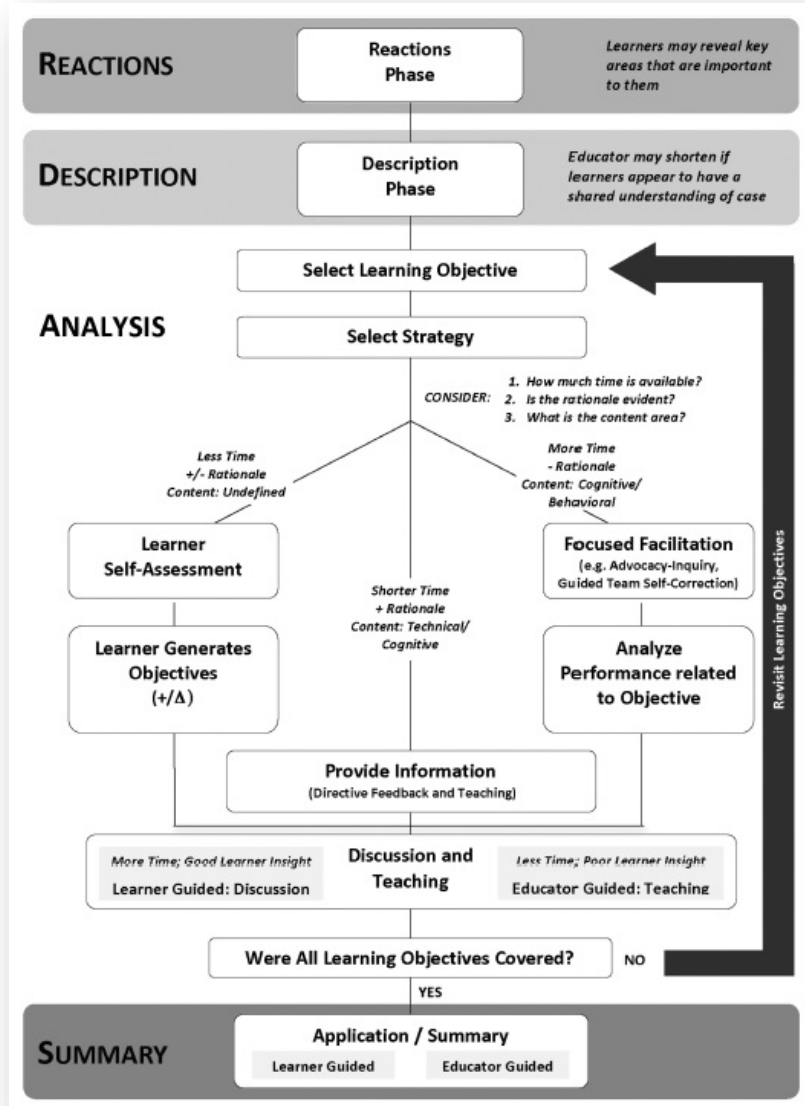 REACTIONS
Reactions
Phase
Learners may reveal key
areas that are important
to them
DESCRIPTION
Description
Phase
Educator may shorten if
learners appear to have a
shared understanding of case
Select Learning Objective
ANALYSIS
Select Strategy
CONSIDER:
1. How much time is available?
2. Is the rationale evident?
3. What is the content area?
Less Time
+/- Rationale
Content: Undefined
More Time
- Rationale
Content: Cognitive/
Behavioral
Learner
Self-Assessment
Focused Facilitation
(e.g. Advocacy-Inquiry,
Guided Team Self-Correction)
Shorter Time
+ Rationale
Content: Technical/
Cognitive
Learner Generates
Objectives
(+/Δ)
Analyze
Performance related
to Objective
Revisit Learning Objectives
Provide Information
(Directive Feedback and Teaching)
More Time; Good Learner Insight
Learner Guided: Discussion
Discussion and
Teaching
Less Time; Poor Learner Insight
Educator Guided: Teaching
Were All Learning Objectives Covered?
NO
YES
SUMMARY
Application / Summary
Learner Guided
Educator Guided